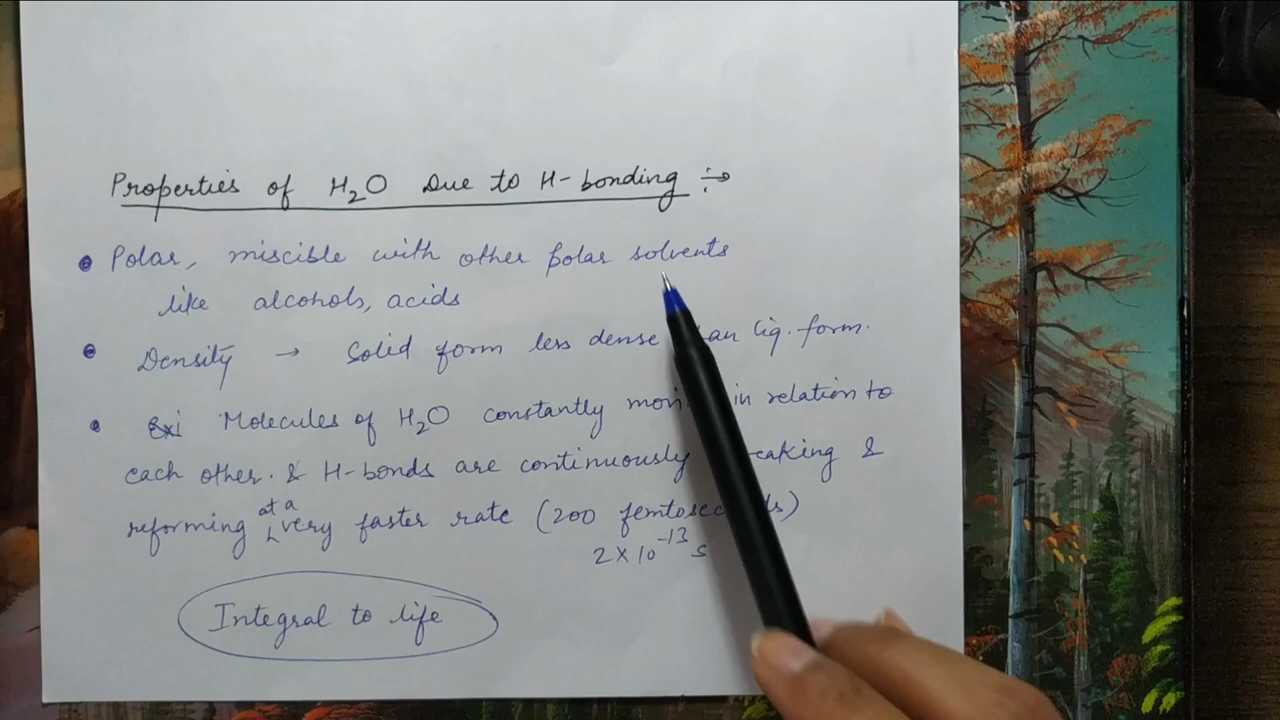 Properties of H₂O Due to H-bonding :→
• Polar, miscible with other polar solvents
like alcohols, acids
• Density → Solid form less dense liq. form.
• Molecules of H₂O constantly in relation to
each other. & H-bonds are continuously &
reforming at a very faster rate (200
2 X 10⁻¹³ s
Integral to life